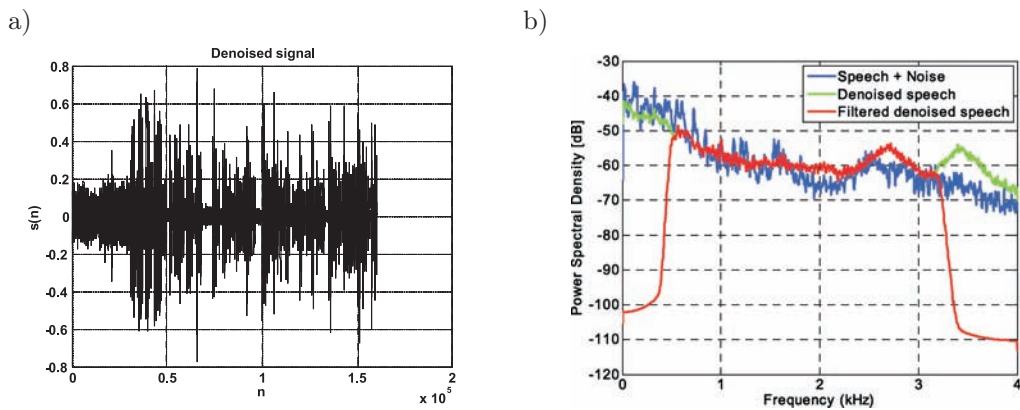 a)
Denoised signal
0.8
0.6
0.4
0.2
0
-0.2
-0.4
-0.6
-0.8
s(n)
0 0.5 1 1.5 2
n
x 10^5
b)
-30
-40
-50
-60
-70
-80
-90
-100
-110
-120
Power Spectral Density [dB]
Speech + Noise
Denoised speech
Filtered denoised speech
0 1 2 3 4
Frequency (kHz)